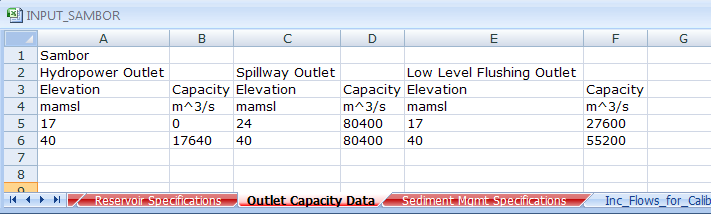 INPUT_SAMBOR
A B C D E F G
1 Sambor
2 Hydropower Outlet Spillway Outlet Low Level Flushing Outlet
3 Elevation Capacity Elevation Capacity Elevation Capacity
4 mamsl m^3/s mamsl m^3/s mamsl m^3/s
5 17 0 24 80400 17 27600
6 40 17640 40 80400 40 55200
7
8
9
Reservoir Specifications Outlet Capacity Data Sediment Mgmt Specifications Inc_Flows_for_Calib